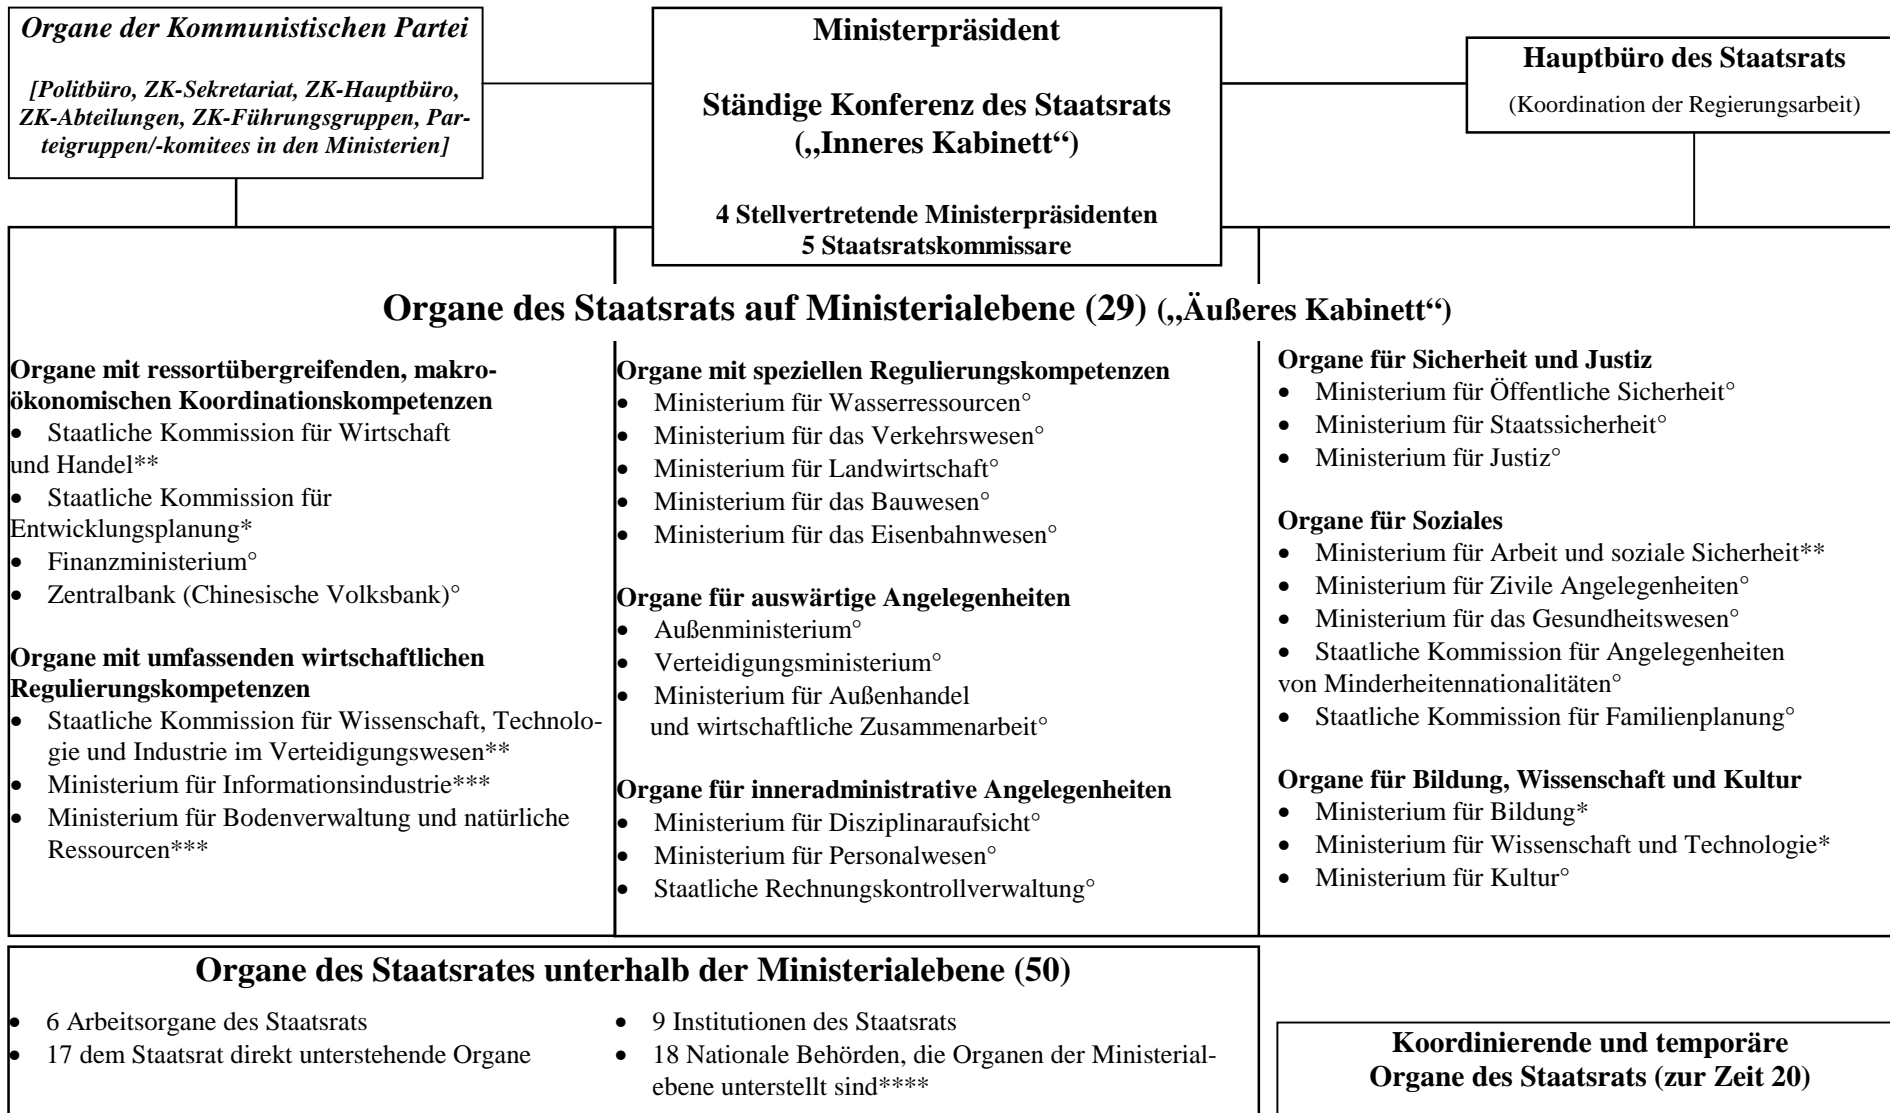 Organe der Kommunistischen Partei
[Politbüro, ZK-Sekretariat, ZK-Hauptbüro,
ZK-Abteilungen, ZK-Führungsgruppen, Par-
teigruppen/-komitees in den Ministerien]
Ministerpräsident
Ständige Konferenz des Staatsrats
(„Inneres Kabinett“)
4 Stellvertretende Ministerpräsidenten
5 Staatsratskommissare
Hauptbüro des Staatsrats
(Koordination der Regierungsarbeit)
Organe des Staatsrats auf Ministerialebene (29) („Äußeres Kabinett“)
Organe mit ressortübergreifenden, makro-
ökonomischen Koordinationskompetenzen
• Staatliche Kommission für Wirtschaft
und Handel**
• Staatliche Kommission für
Entwicklungsplanung*
• Finanzministerium°
• Zentralbank (Chinesische Volksbank)°
Organe mit umfassenden wirtschaftlichen
Regulierungskompetenzen
• Staatliche Kommission für Wissenschaft, Technolo-
gie und Industrie im Verteidigungswesen**
• Ministerium für Informationsindustrie***
• Ministerium für Bodenverwaltung und natürliche
Ressourcen***
Organe mit speziellen Regulierungskompetenzen
• Ministerium für Wasserressourcen°
• Ministerium für das Verkehrswesen°
• Ministerium für Landwirtschaft°
• Ministerium für das Bauwesen°
• Ministerium für das Eisenbahnwesen°
Organe für auswärtige Angelegenheiten
• Außenministerium°
• Verteidigungsministerium°
• Ministerium für Außenhandel
und wirtschaftliche Zusammenarbeit°
Organe für inneradministrative Angelegenheiten
• Ministerium für Disziplinaraufsicht°
• Ministerium für Personalwesen°
• Staatliche Rechnungskontrollverwaltung°
Organe für Sicherheit und Justiz
• Ministerium für Öffentliche Sicherheit°
• Ministerium für Staatssicherheit°
• Ministerium für Justiz°
Organe für Soziales
• Ministerium für Arbeit und soziale Sicherheit**
• Ministerium für Zivile Angelegenheiten°
• Ministerium für das Gesundheitswesen°
• Staatliche Kommission für Angelegenheiten
von Minderheitennationalitäten°
• Staatliche Kommission für Familienplanung°
Organe für Bildung, Wissenschaft und Kultur
• Ministerium für Bildung*
• Ministerium für Wissenschaft und Technologie*
• Ministerium für Kultur°
Organe des Staatsrates unterhalb der Ministerialebene (50)
• 6 Arbeitsorgane des Staatsrats
• 17 dem Staatsrat direkt unterstehende Organe
• 9 Institutionen des Staatsrats
• 18 Nationale Behörden, die Organen der Ministerial-
ebene unterstellt sind****
Koordinierende und temporäre
Organe des Staatsrats (zur Zeit 20)